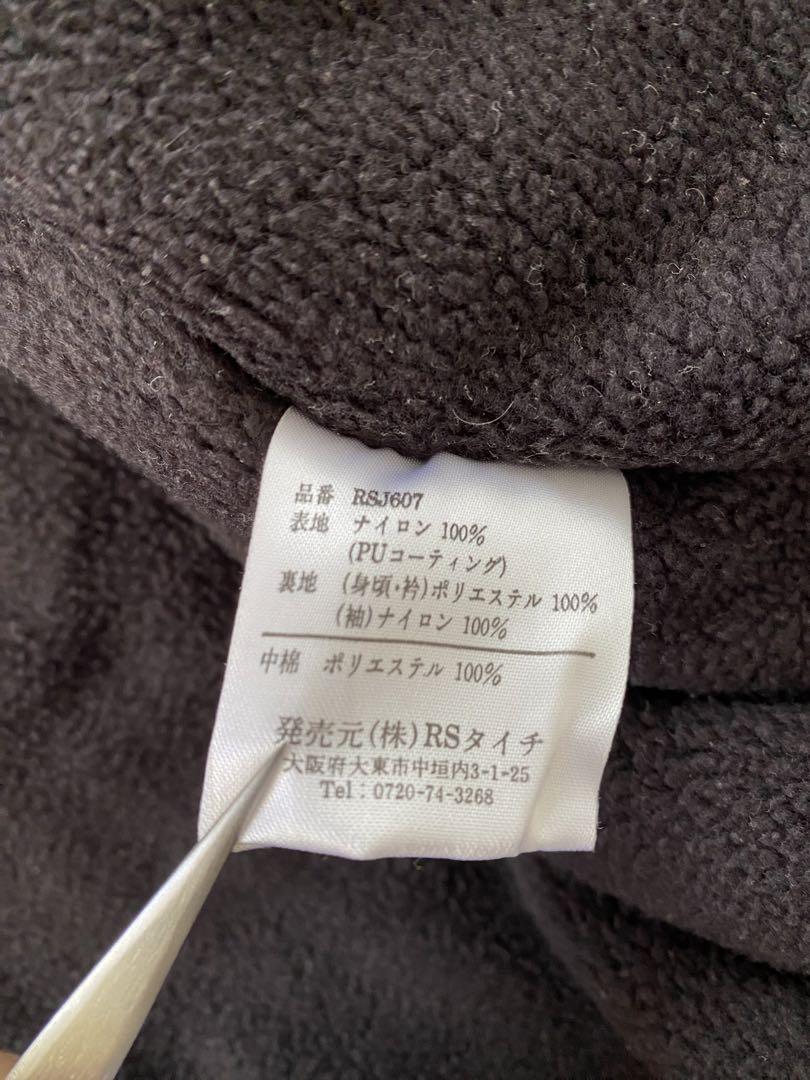 品番 RSJ607
表地 ナイロン 100%
(PUコーティング)
裏地 (身頃・衿)ポリエステル 100%
(袖)ナイロン 100%
中棉 ポリエステル 100%
発売元(株)RSタイチ
大阪府大東市中垣内3-1-25
Tel：0720-74-3268